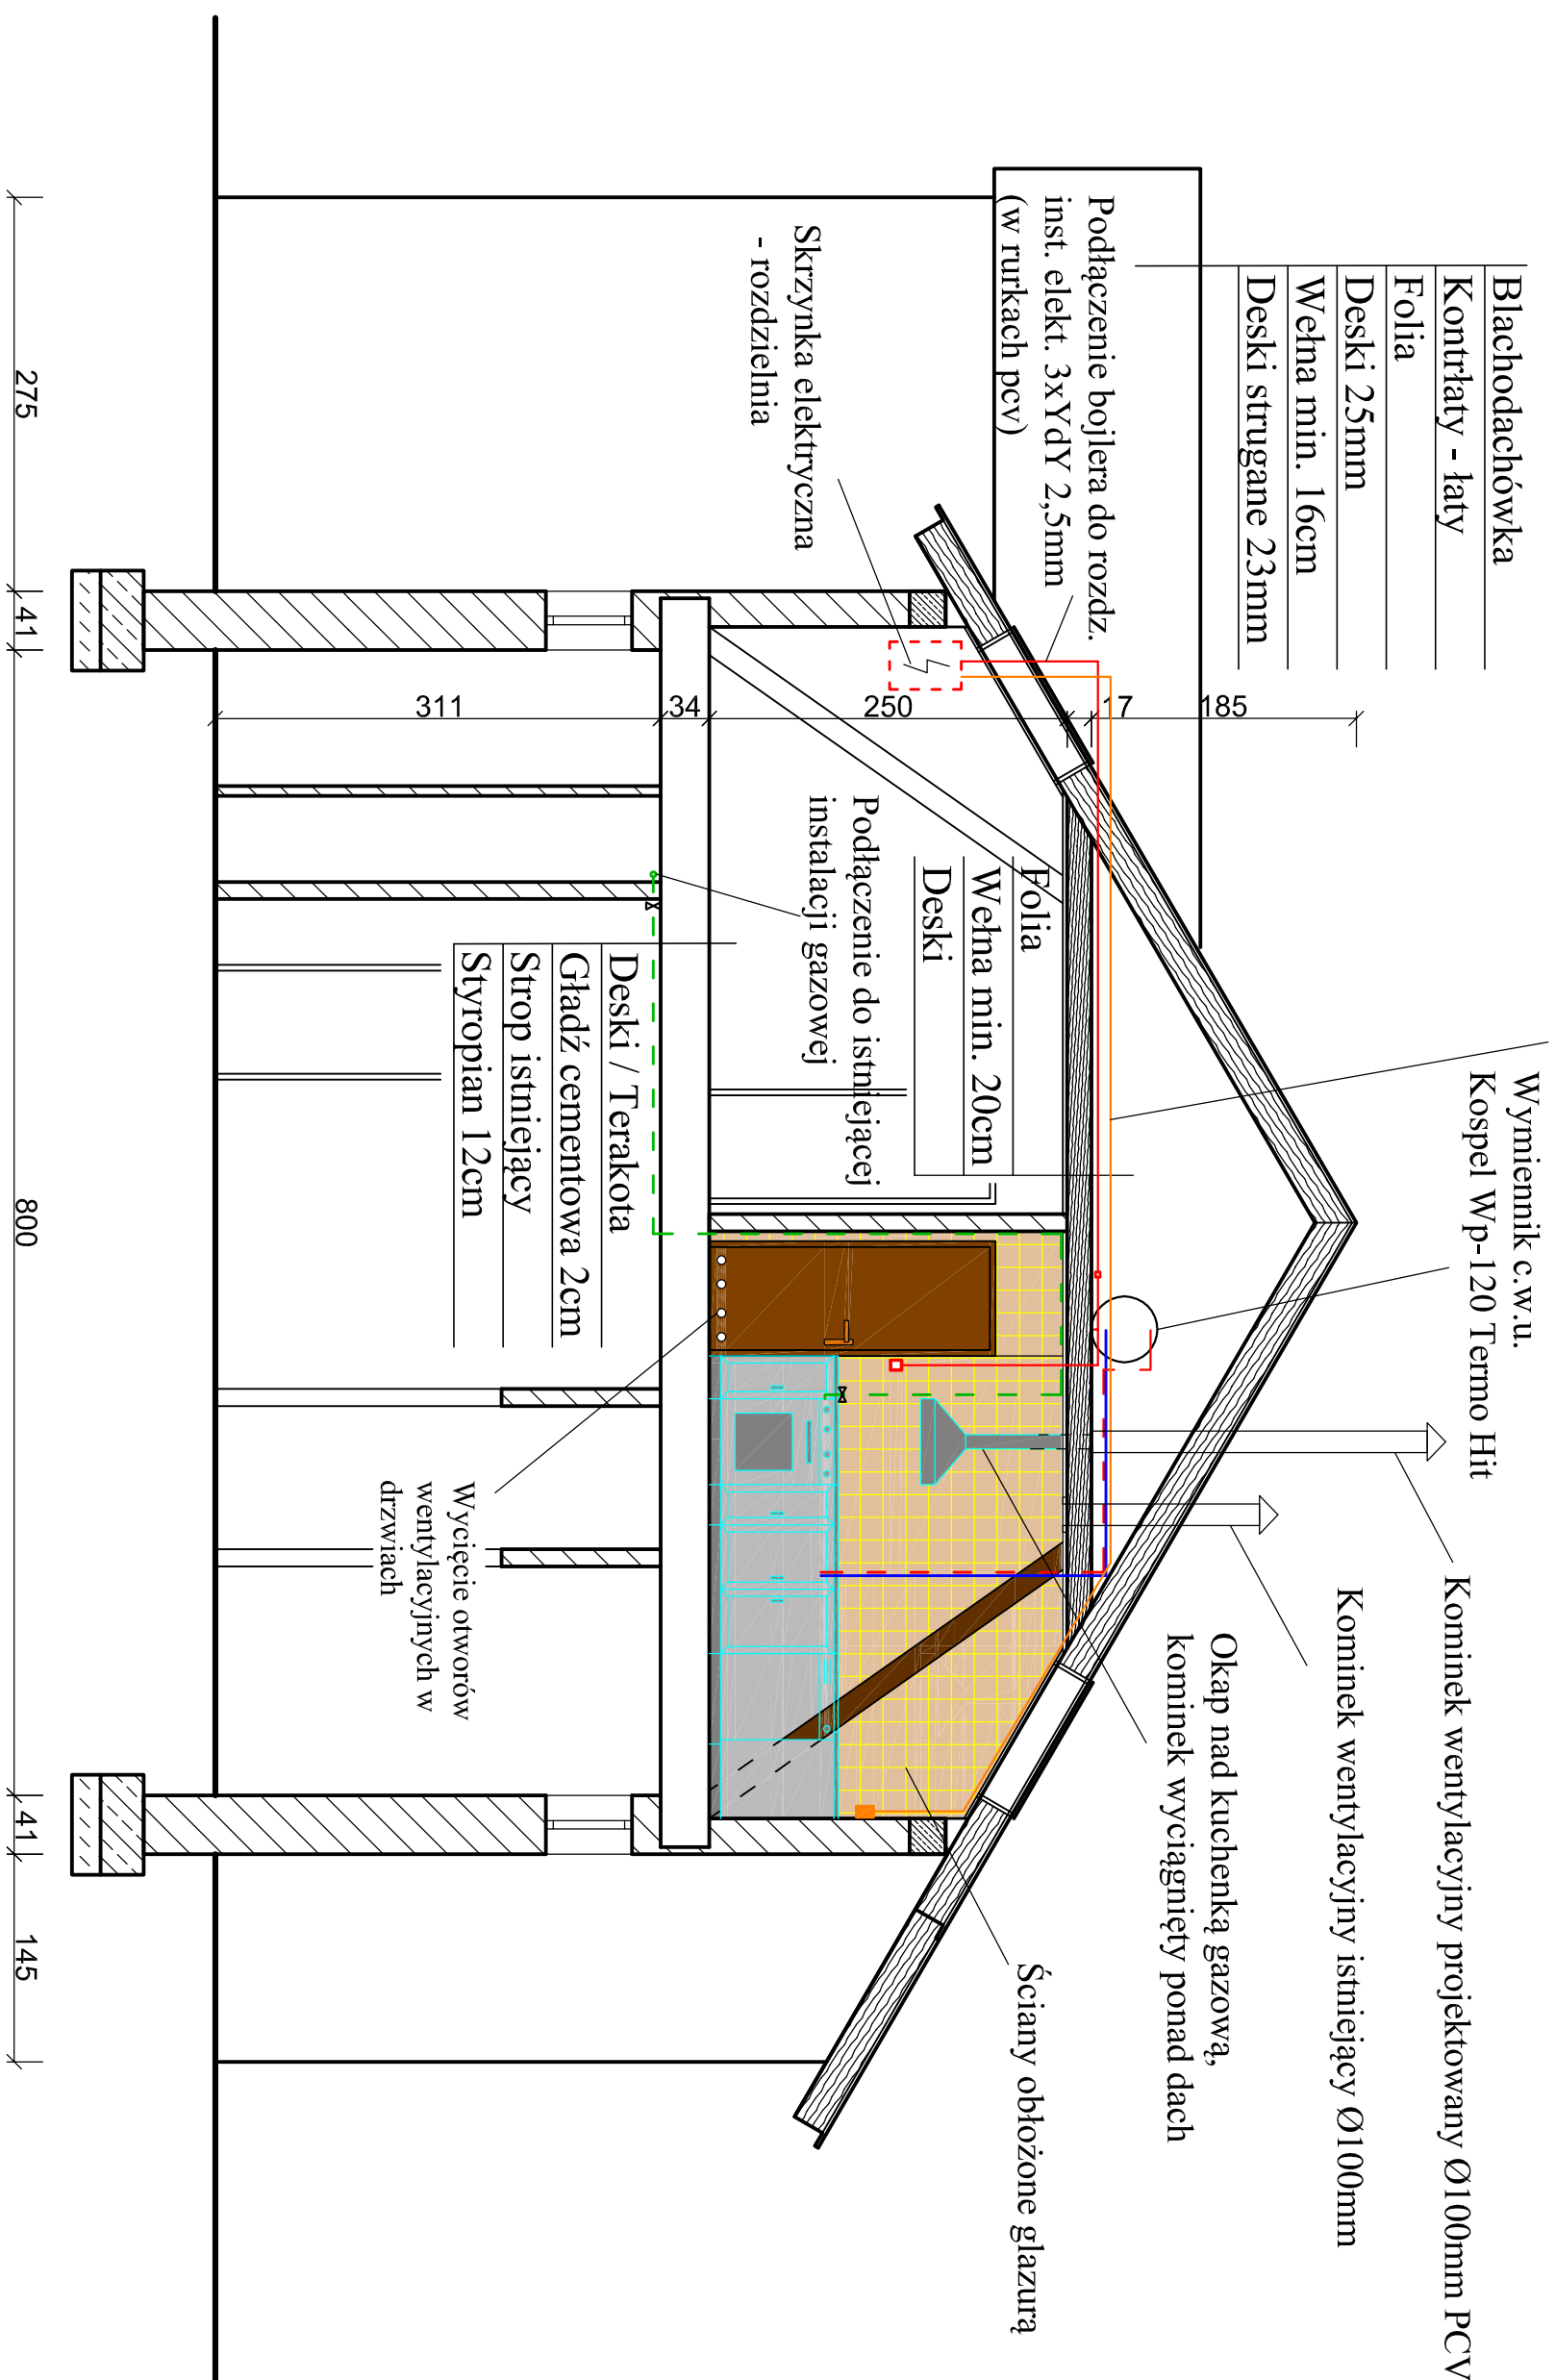 Blachodachówka
Kontrłaty - łaty
Folia
Deski 25mm
Wełna min. 16cm
Deski strugane 23mm
Podłączenie bojlera do rozdz.
inst. elekt. 3xYdY 2,5mm
(w rurkach pcv)
Skrzynka elektryczna
- rozdzielnia
Wymiennik c.w.u.
Kospel Wp-120 Termo Hit
Kominek wentylacyjny projektowany Ø100mm PCV
Kominek wentylacyjny istniejący Ø100mm
Okap nad kuchenką gazową,
kominek wyciągnięty ponad dach
Ściany obłożone glazurą
Folia
Wełna min. 20cm
Deski
Podłączenie do istniejącej
instalacji gazowej
Deski / Terakota
Gładź cementowa 2cm
Strop istniejący
Styropian 12cm
Wycięcie otworów
wentylacyjnych w
drzwiach
185
17
250
34
311
275
41
800
41
145